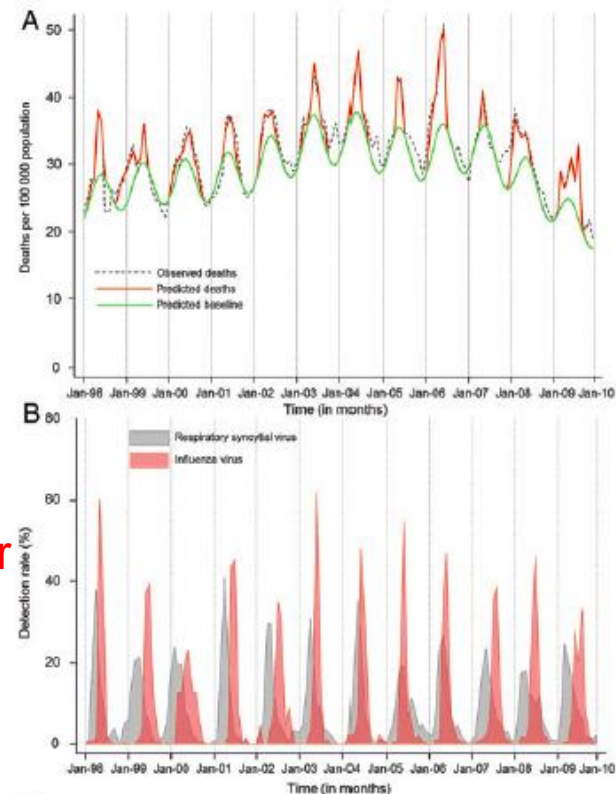 A
Deaths per 100 000 population
50
40
30
20
10
0
Observed deaths
Predicted deaths
Predicted baseline
Jan-98 Jan-99 Jan-00 Jan-01 Jan-02 Jan-03 Jan-04 Jan-05 Jan-06 Jan-07 Jan-08 Jan-09 Jan-10
Time (in months)
B
r
Detection rate (%)
80
60
40
20
0
Respiratory syncytial virus
Influenza virus
Jan-98 Jan-99 Jan-00 Jan-01 Jan-02 Jan-03 Jan-04 Jan-05 Jan-06 Jan-07 Jan-08 Jan-09 Jan-10
Time (in months)